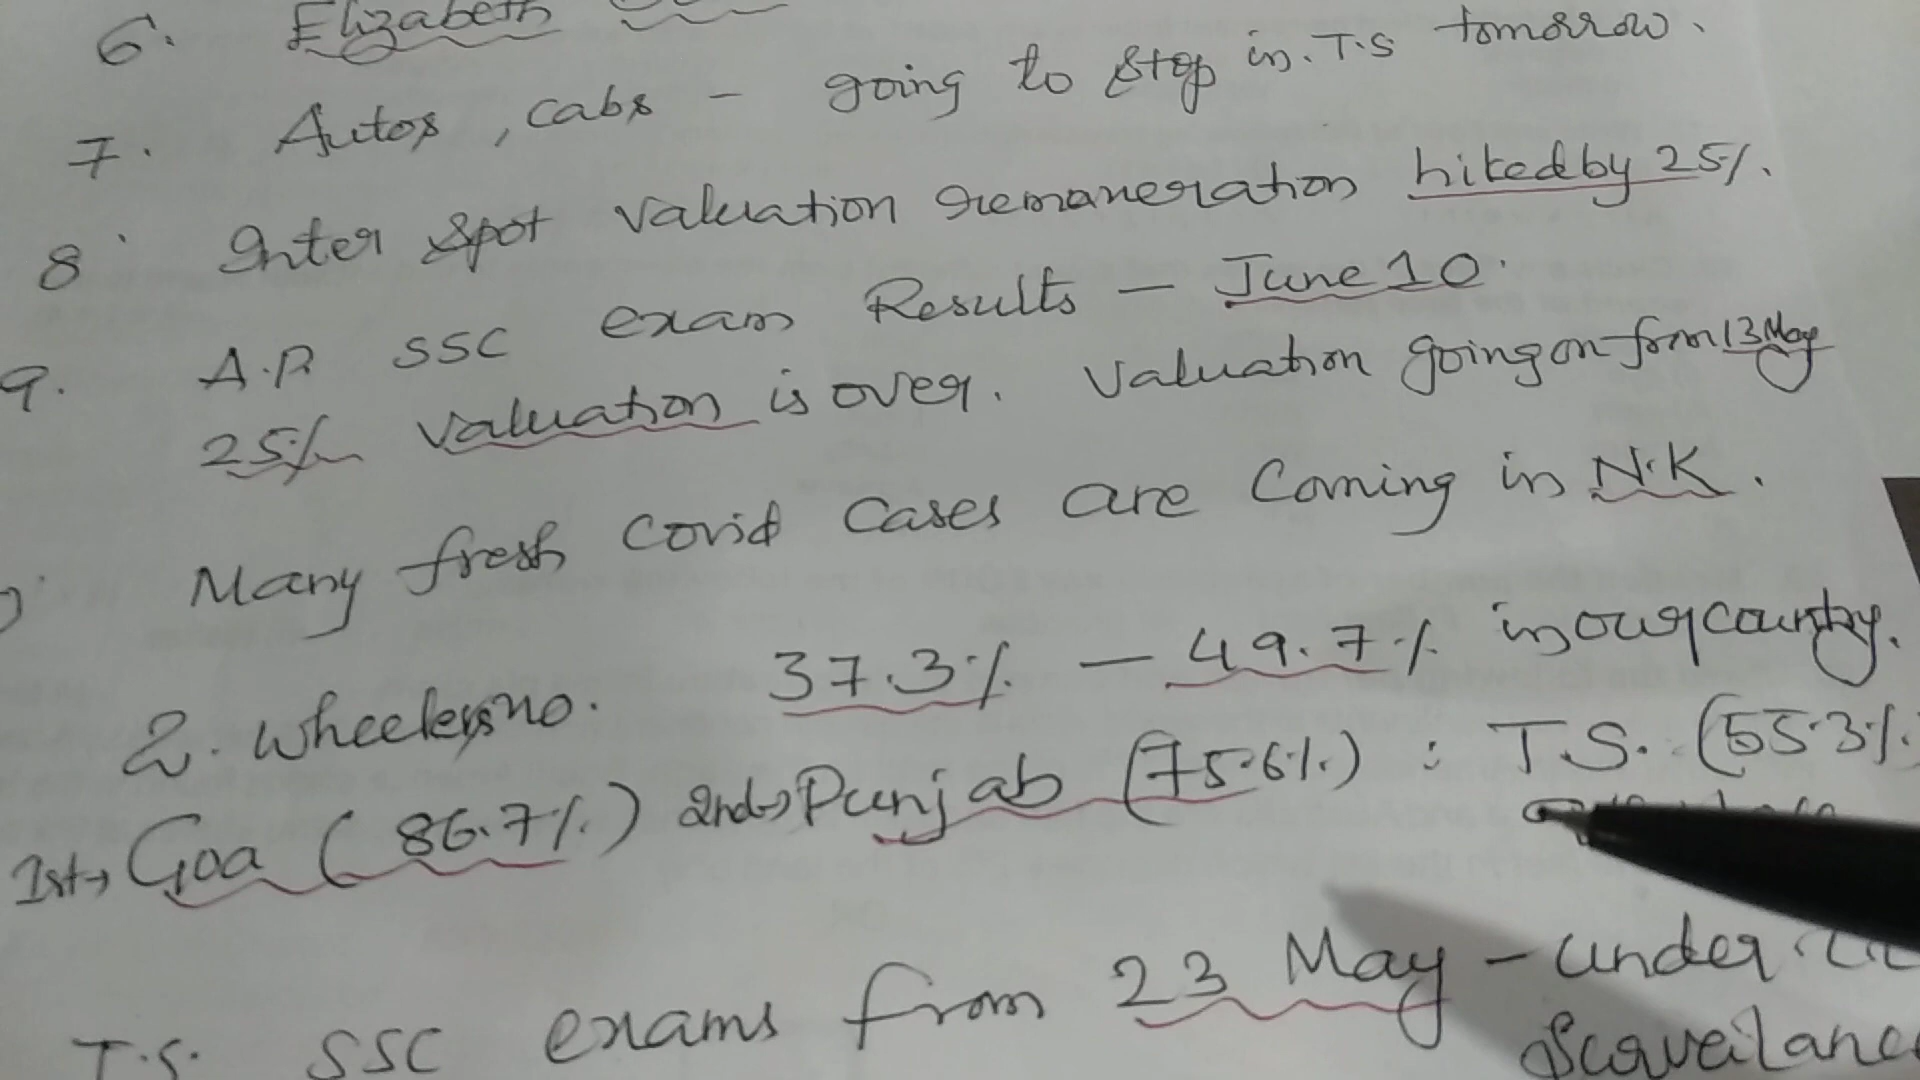 6. Elizabeth
7. Autos, cabs - going to stop in T.S tomorrow.
8. Inter spot valuation remaneration hiked by 25%.
9. A.P. SSC exam Results - June 10.
25% valuation is over. Valuation going on from 13 May
Many fresh covid cases are coming in N.K.
2. wheelers no. 37.3% - 49.7% in our country.
1st→ Goa (86.7%) 2nd→ Punjab (75.6%) : T.S. (55.3%.
T.S. SSC exams from 23 May - under
Scurveilance